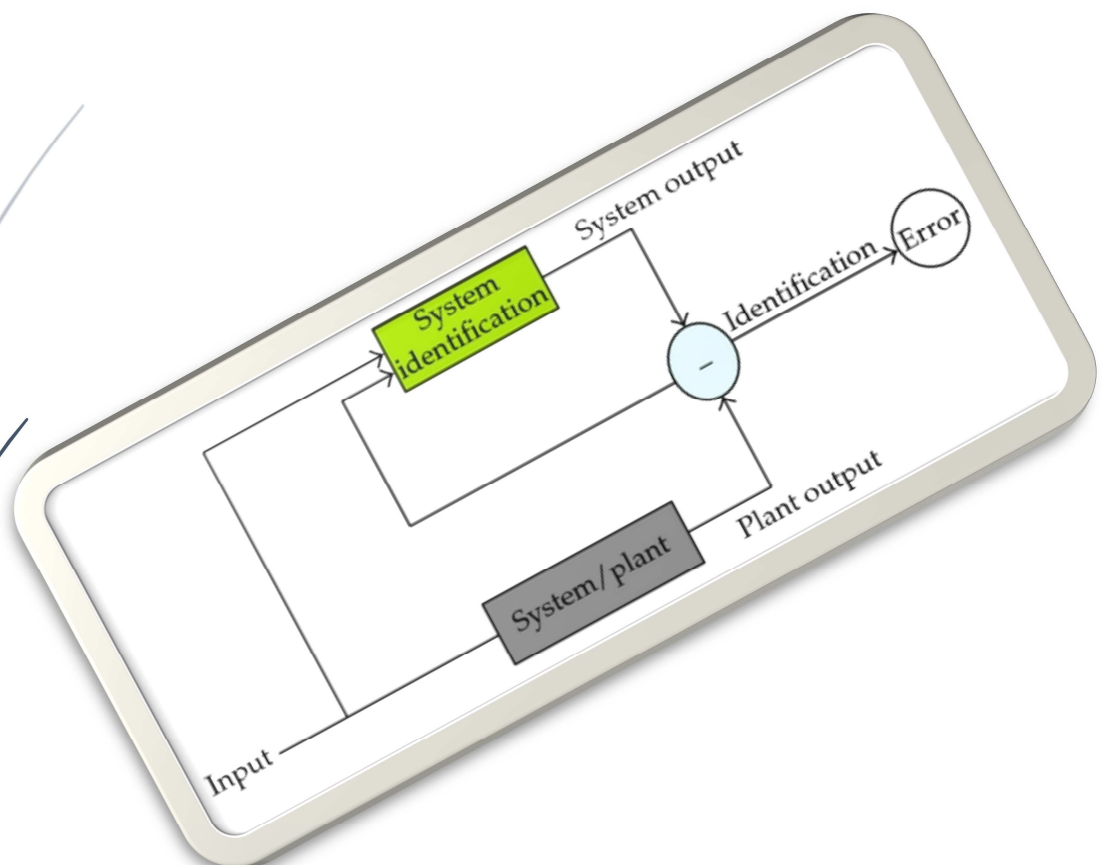 System output
Error
Identification
System
identification
-
Plant output
System/plant
Input